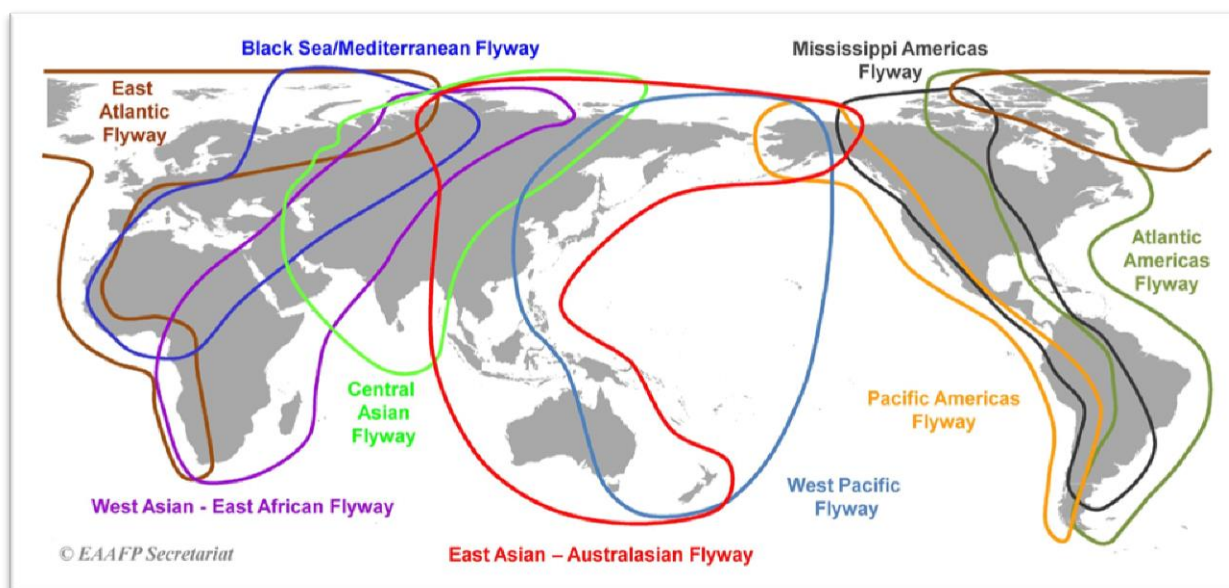 Black Sea/Mediterranean Flyway
Mississippi Americas
Flyway
East
Atlantic
Flyway
Atlantic
Americas
Flyway
Central
Asian
Flyway
Pacific Americas
Flyway
West Asian - East African Flyway
West Pacific
Flyway
© EAAFP Secretariat
East Asian – Australasian Flyway